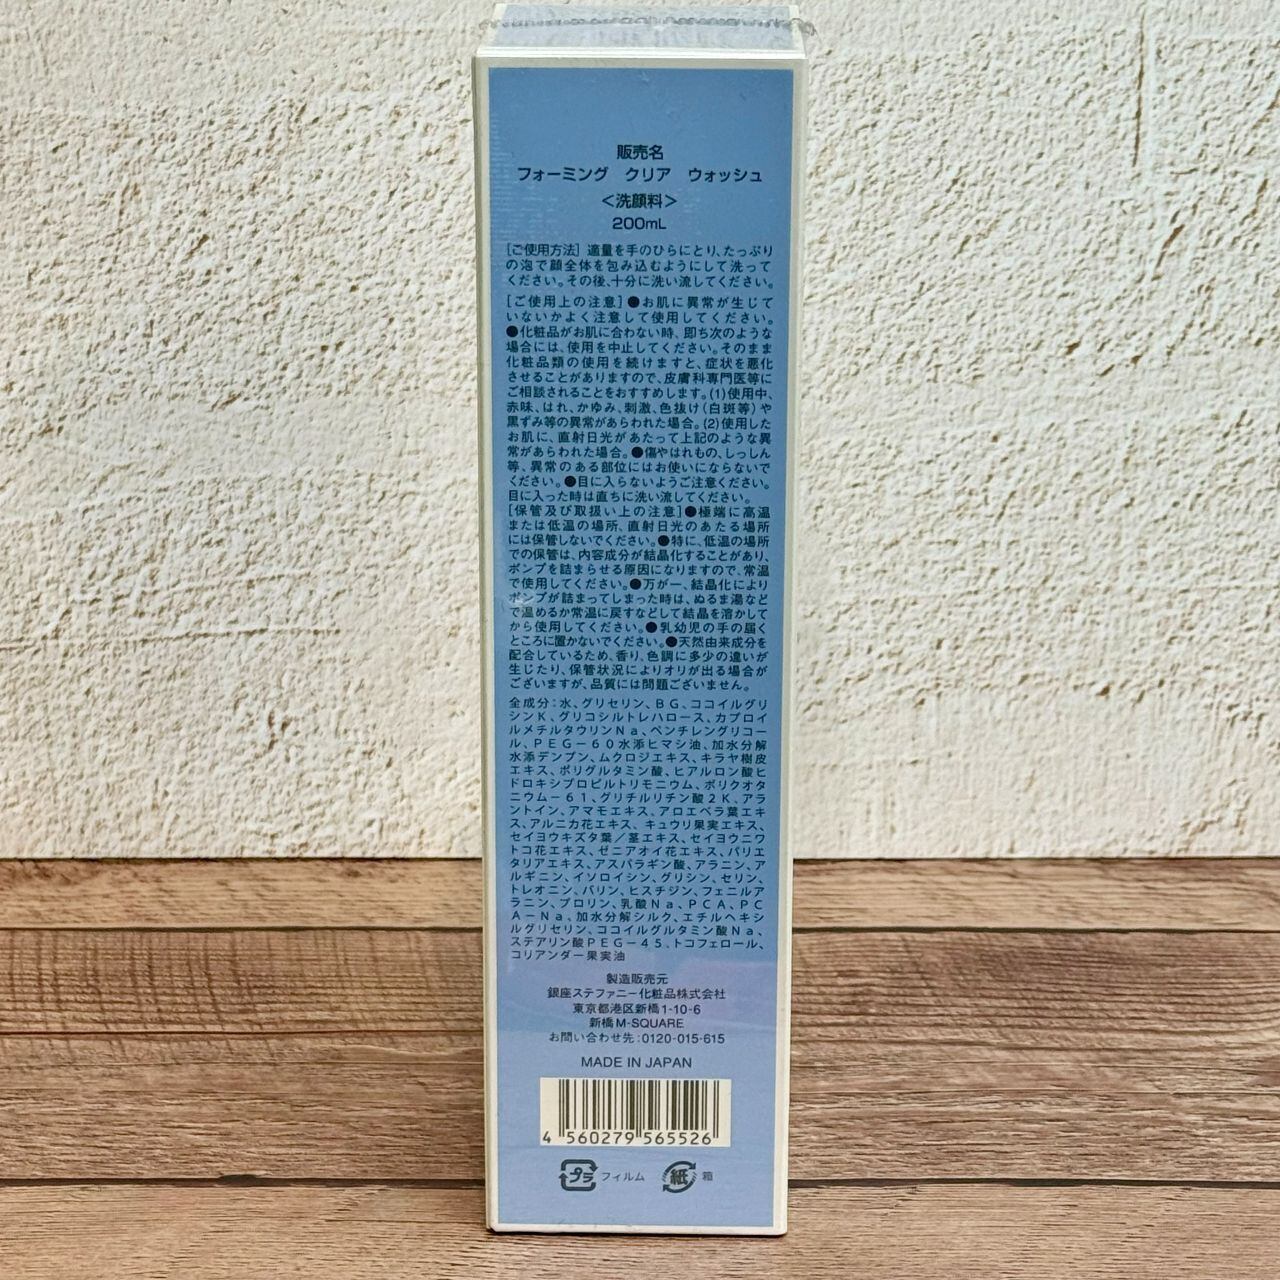 販売名
フォーミング クリア ウォッシュ
＜洗顔料＞
200mL
[ご使用方法] 適量を手のひらにとり、たっぷり
の泡で顔全体を包み込むようにして洗って
ください。その後、十分に洗い流してください。
[ご使用上の注意]●お肌に異常が生じて
いないかよく注意して使用してください。
●化粧品がお肌に合わない時、即ち次のような
場合には、使用を中止してください。そのまま
化粧品類の使用を続けますと、症状を悪化
させることがありますので、皮膚科専門医等に
ご相談されることをおすすめします。(1)使用中、
赤味、はれ、かゆみ、刺激、色抜け(白斑等)や
黒ずみ等の異常があらわれた場合。(2)使用した
お肌に、直射日光があたって上記のような異
常があらわれた場合。●傷やはれもの、しっしん
等、異常のある部位にはお使いにならないで
ください。●目に入らないようご注意ください。
目に入った時は直ちに洗い流してください。
[保管及び取扱い上の注意]●極端に高温
または低温の場所、直射日光のあたる場所
には保管しないでください。●特に、低温の場所
での保管は、内容成分が結晶化することがあり、
ポンプを詰まらせる原因になりますので、常温
で使用してください。●万が一、結晶化により
ポンプが詰まってしまった時は、ぬるま湯など
で温めるか常温に戻すなどして結晶を溶かして
から使用してください。●乳幼児の手の届く
ところに置かないでください。●天然由来成分を
配合しているため、香り、色調に多少の違いが
生じたり、保管状況によりオリが出る場合が
ございますが、品質には問題ございません。
全成分：水、グリセリン、BG、ココイルグリ
シンK、グリコシルトレハロース、カプロイ
ルメチルタウリンNa、ペンチレングリコー
ル、PEG－60水添ヒマシ油、加水分解
水添デンプン、ムクロジエキス、キラヤ樹皮
エキス、ポリグルタミン酸、ヒアルロン酸ヒ
ドロキシプロピルトリモニウム、ポリクオタ
ニウム－61、グリチルリチン酸2K、アラ
ントイン、アマモエキス、アロエベラ葉エキ
ス、アルニカ花エキス、キュウリ果実エキス、
セイヨウキズタ葉／茎エキス、セイヨウニワ
トコ花エキス、ゼニアオイ花エキス、パリエ
タリアエキス、アスパラギン酸、アラニン、ア
ルギニン、イソロイシン、グリシン、セリン、
トレオニン、バリン、ヒスチジン、フェニルア
ラニン、プロリン、乳酸Na、PCA、PC
A－Na、加水分解シルク、エチルヘキシ
ルグリセリン、ココイルグルタミン酸Na、
ステアリン酸PEG－45、トコフェロール、
コリアンダー果実油
製造販売元
銀座ステファニー化粧品株式会社
東京都港区新橋1-10-6
新橋M-SQUARE
お問い合わせ先：0120-015-615
MADE IN JAPAN
4 560279 565526
プラ フィルム 紙 箱